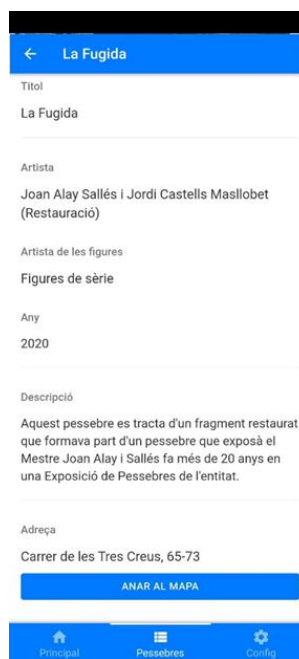 La Fugida
Títol
La Fugida
Artista
Joan Alay Sallés i Jordi Castells Masllobet
(Restauració)
Artista de les figures
Figures de sèrie
Any
2020
Descripció
Aquest pessebre es tracta d'un fragment restaurat
que formava part d'un pessebre que exposà el
Mestre Joan Alay i Sallés fa més de 20 anys en
una Exposició de Pessebres de l'entitat.
Adreça
Carrer de les Tres Creus, 65-73
ANAR AL MAPA
Principal
Pessebres
Config